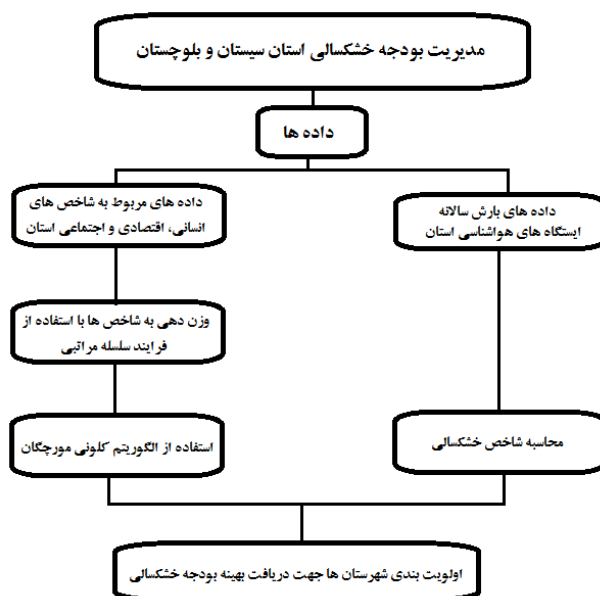 مدیریت بودجه خشکسالی استان سیستان و بلوچستان
داده ها
داده های بارش سالانه
ایستگاه های هواشناسی استان
داده های مربوط به شاخص های
انسانی، اقتصادی و اجتماعی استان
وزن دهی به شاخص ها با استفاده از
فرایند سلسله مراتبی
محاسبه شاخص خشکسالی
استفاده از الگوریتم کلونی مورچگان
اولویت بندی شهرستان ها جهت دریافت بهینه بودجه خشکسالی